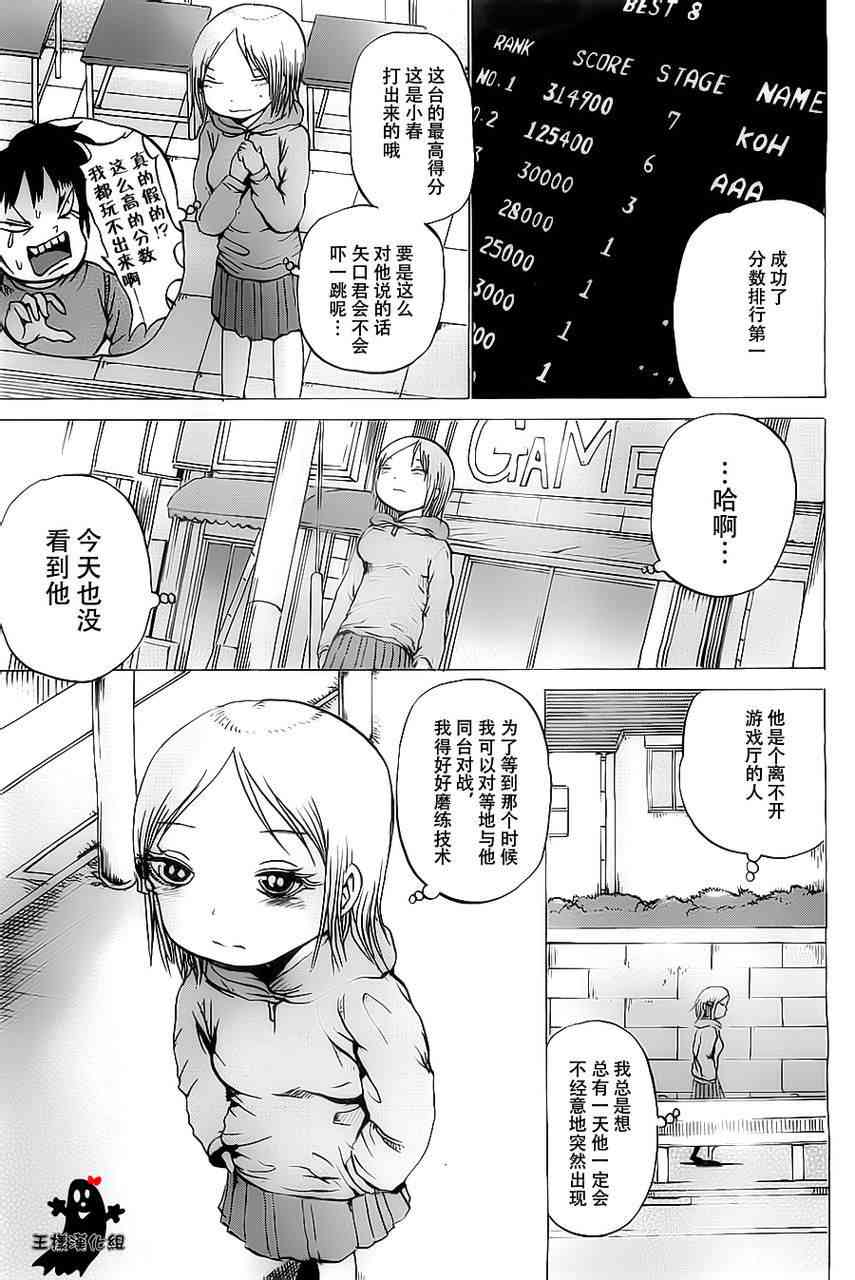 BEST 8
RANK SCORE STAGE NAME
NO.1 314900 7 KOH
.2 125400 6 AAA
3 30000 3
28000 1
25000 1
3000 1
00 1
成功了
分数排行第一
这台的最高得分
这是小春
打出来的哦
要是这么
对他说的话
矢口君会不会
吓一跳呢…
真的假的!?
这么高的分数
我都玩不出来啊
GAME
…哈啊…
今天也没
看到他
他是个离不开
游戏厅的人
我总是想
总有一天他一定会
不经意地突然出现
为了等到那个时候
我可以对等地与他
同台对战，
我得好好磨练技术
王様漢化組